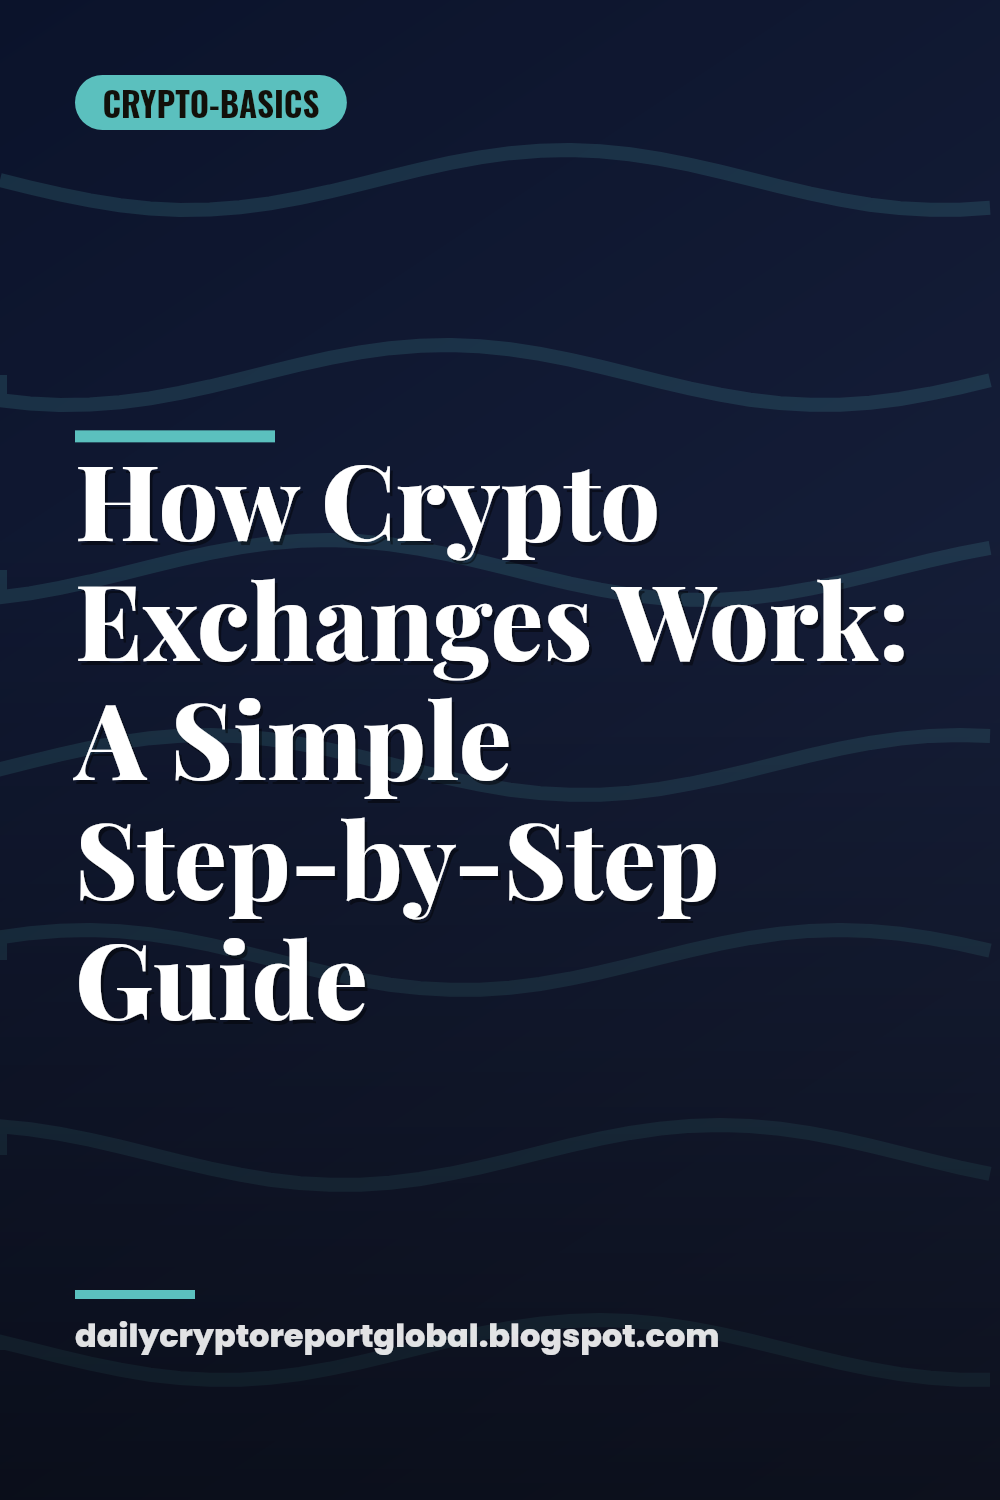 CRYPTO-BASICS
How Crypto
Exchanges Work:
A Simple
Step-by-Step
Guide
dailycryptoreportglobal.blogspot.com